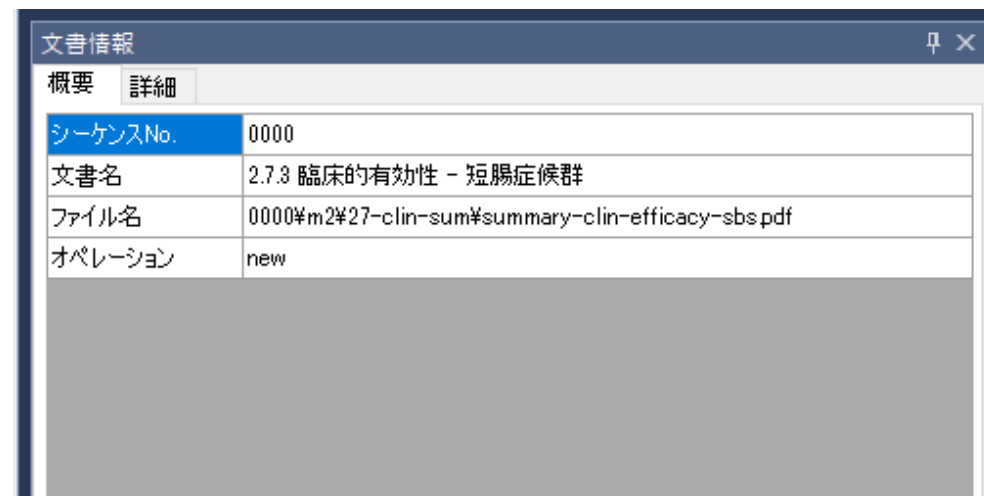 文書情報
概要 詳細
シーケンスNo. 0000
文書名 2.7.3 臨床的有効性 - 短腸症候群
ファイル名 0000¥m2¥27-clin-sum¥summary-clin-efficacy-sbs.pdf
オペレーション new